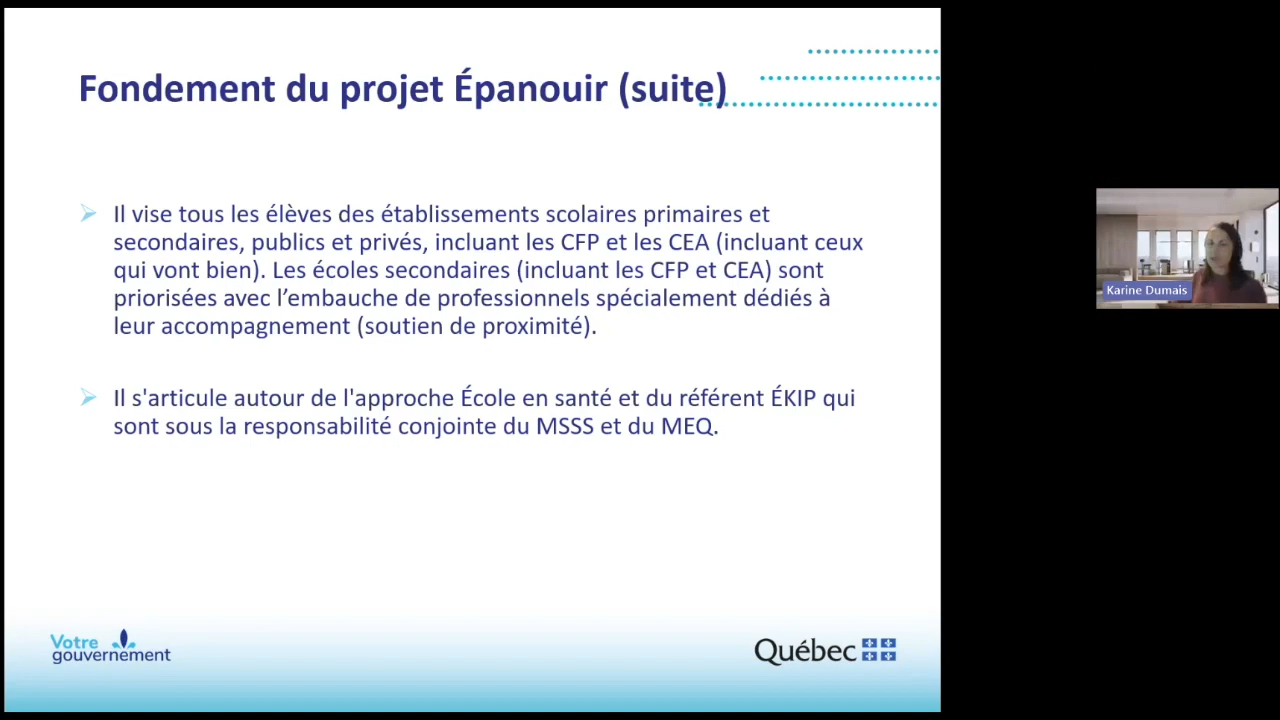 Fondement du projet Épanouir (suite)
Il vise tous les élèves des établissements scolaires primaires et
secondaires, publics et privés, incluant les CFP et les CEA (incluant ceux
qui vont bien). Les écoles secondaires (incluant les CFP et CEA) sont
priorisées avec l’embauche de professionnels spécialement dédiés à
leur accompagnement (soutien de proximité).
Il s'articule autour de l'approche École en santé et du référent ÉKIP qui
sont sous la responsabilité conjointe du MSSS et du MEQ.
Karine Dumais
Votre
gouvernement
Québec